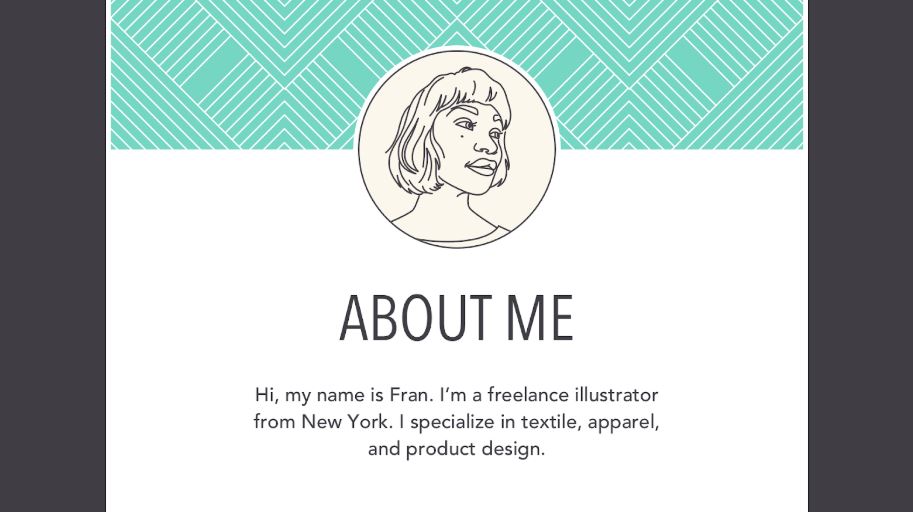 ABOUT ME
Hi, my name is Fran. I’m a freelance illustrator
from New York. I specialize in textile, apparel,
and product design.